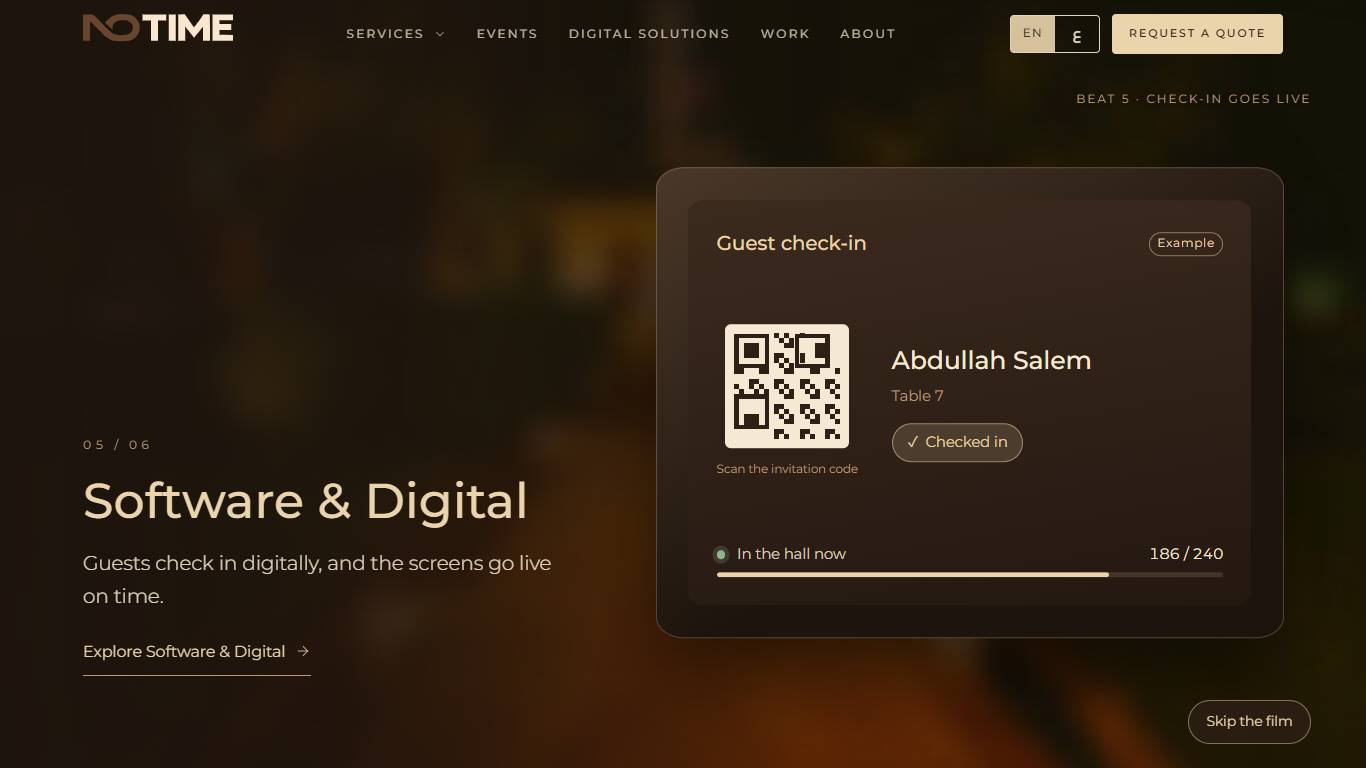 NOTIME
SERVICES
EVENTS
DIGITAL SOLUTIONS
WORK
ABOUT
EN
ع
REQUEST A QUOTE
BEAT 5 · CHECK-IN GOES LIVE
Guest check-in
Example
Abdullah Salem
Table 7
✓ Checked in
Scan the invitation code
In the hall now
186 / 240
05 / 06
Software & Digital
Guests check in digitally, and the screens go live
on time.
Explore Software & Digital →
Skip the film